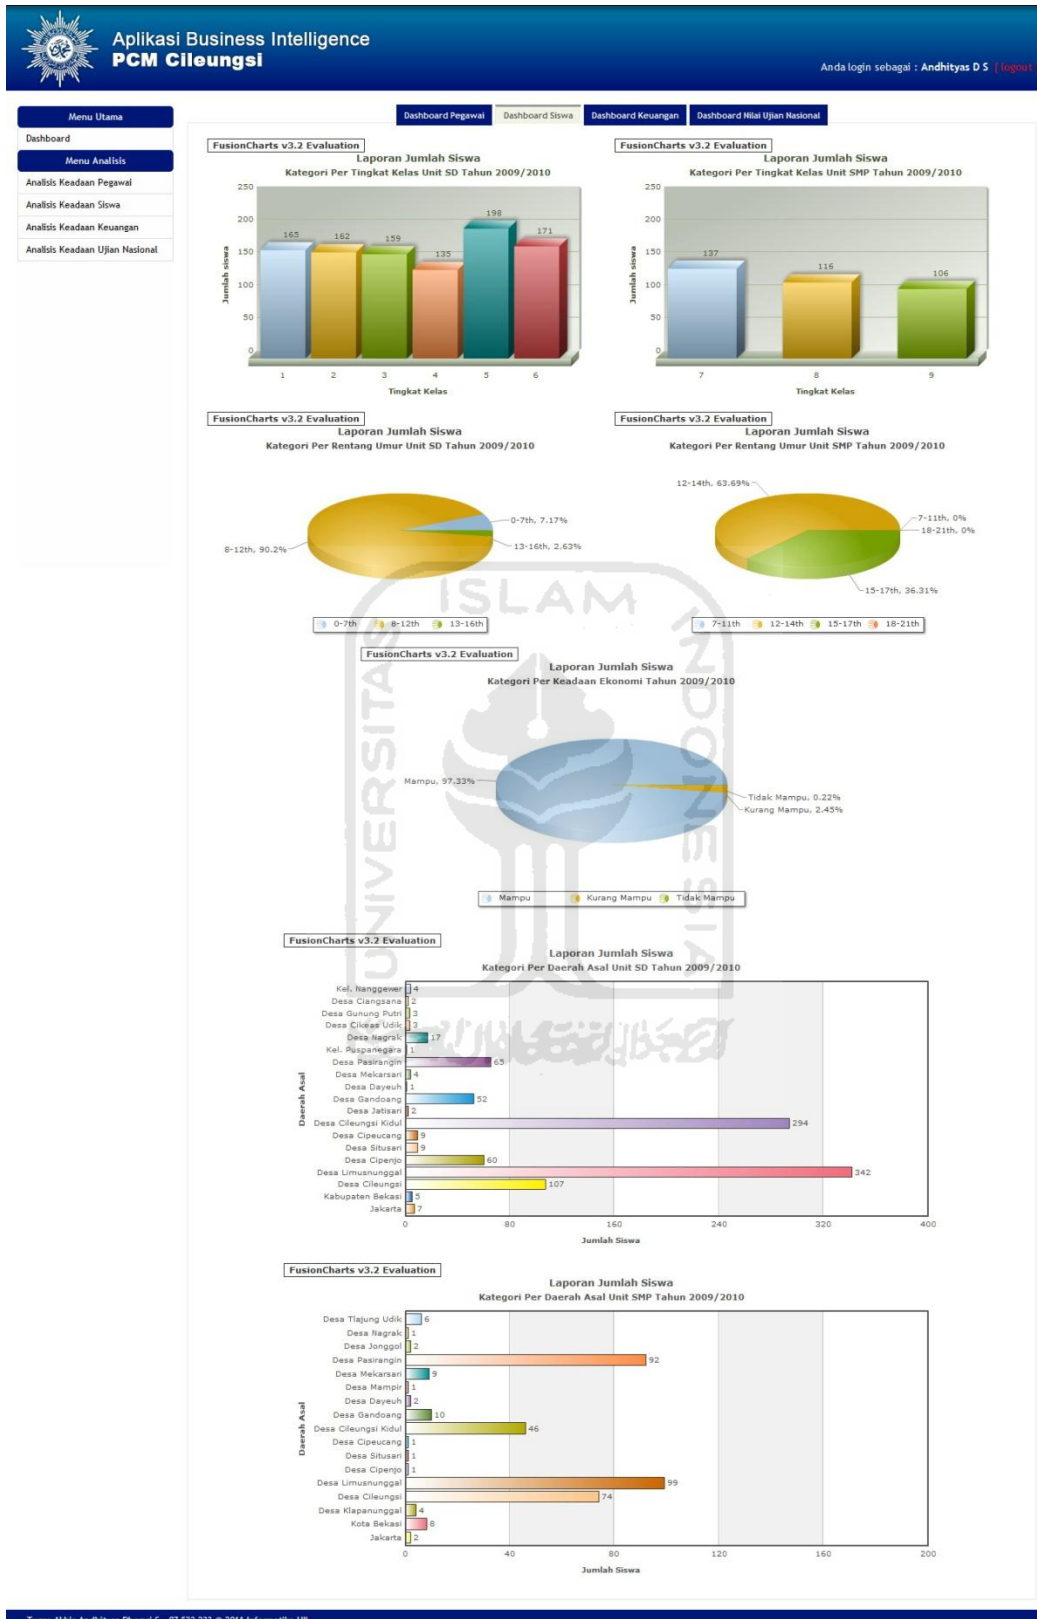 Aplikasi Business Intelligence
PCM Cileungsi
Anda login sebagai : Andhityas D S [ logout
Menu Utama
Dashboard
Menu Analisis
Analisis Keadaan Pegawai
Analisis Keadaan Siswa
Analisis Keadaan Keuangan
Analisis Keadaan Ujian Nasional
Dashboard Pegawai Dashboard Siswa Dashboard Keuangan Dashboard Nilai Ujian Nasional
FusionCharts v3.2 Evaluation
Laporan Jumlah Siswa
Kategori Per Tingkat Kelas Unit SD Tahun 2009/2010
250
200
150
100
50
0
Jumlah siswa
165 162 159 135 198 171
1 2 3 4 5 6
Tingkat Kelas
FusionCharts v3.2 Evaluation
Laporan Jumlah Siswa
Kategori Per Tingkat Kelas Unit SMP Tahun 2009/2010
250
200
150
100
50
0
Jumlah siswa
137 116 106
7 8 9
Tingkat Kelas
FusionCharts v3.2 Evaluation
Laporan Jumlah Siswa
Kategori Per Rentang Umur Unit SD Tahun 2009/2010
0-7th, 7.17%
8-12th, 90.2%
13-16th, 2.63%
0-7th 8-12th 13-16th
FusionCharts v3.2 Evaluation
Laporan Jumlah Siswa
Kategori Per Rentang Umur Unit SMP Tahun 2009/2010
12-14th, 63.69%
7-11th, 0%
18-21th, 0%
15-17th, 36.31%
7-11th 12-14th 15-17th 18-21th
FusionCharts v3.2 Evaluation
Laporan Jumlah Siswa
Kategori Per Keadaan Ekonomi Tahun 2009/2010
Mampu, 97.33%
Tidak Mampu, 0.22%
Kurang Mampu, 2.45%
Mampu Kurang Mampu Tidak Mampu
UNIVERSITAS
ISLAM
INDONESIA
FusionCharts v3.2 Evaluation
Laporan Jumlah Siswa
Kategori Per Daerah Asal Unit SD Tahun 2009/2010
Daerah Asal
Kel. Nanggewer 4
Desa Ciangsana 2
Desa Gunung Putri 3
Desa Cikeas Udik 3
Desa Nagrak 17
Kel. Puspanegara 1
Desa Pasirangin 65
Desa Mekarsari 4
Desa Dayeuh 1
Desa Gandoang 52
Desa Jatisari 2
Desa Cileungsi Kidul 294
Desa Cipeucang 9
Desa Situsari 9
Desa Cipenjo 60
Desa Limusnunggal 342
Desa Cileungsi 107
Kabupaten Bekasi 5
Jakarta 7
0 80 160 240 320 400
Jumlah Siswa
FusionCharts v3.2 Evaluation
Laporan Jumlah Siswa
Kategori Per Daerah Asal Unit SMP Tahun 2009/2010
Daerah Asal
Desa Tlajung Udik 6
Desa Nagrak 1
Desa Jonggol 2
Desa Pasirangin 92
Desa Mekarsari 9
Desa Mampir 1
Desa Dayeuh 2
Desa Gandoang 10
Desa Cileungsi Kidul 46
Desa Cipeucang 1
Desa Situsari 1
Desa Cipenjo 1
Desa Limusnunggal 99
Desa Cileungsi 74
Desa Klapanunggal 4
Kota Bekasi 8
Jakarta 2
0 40 80 120 160 200
Jumlah Siswa